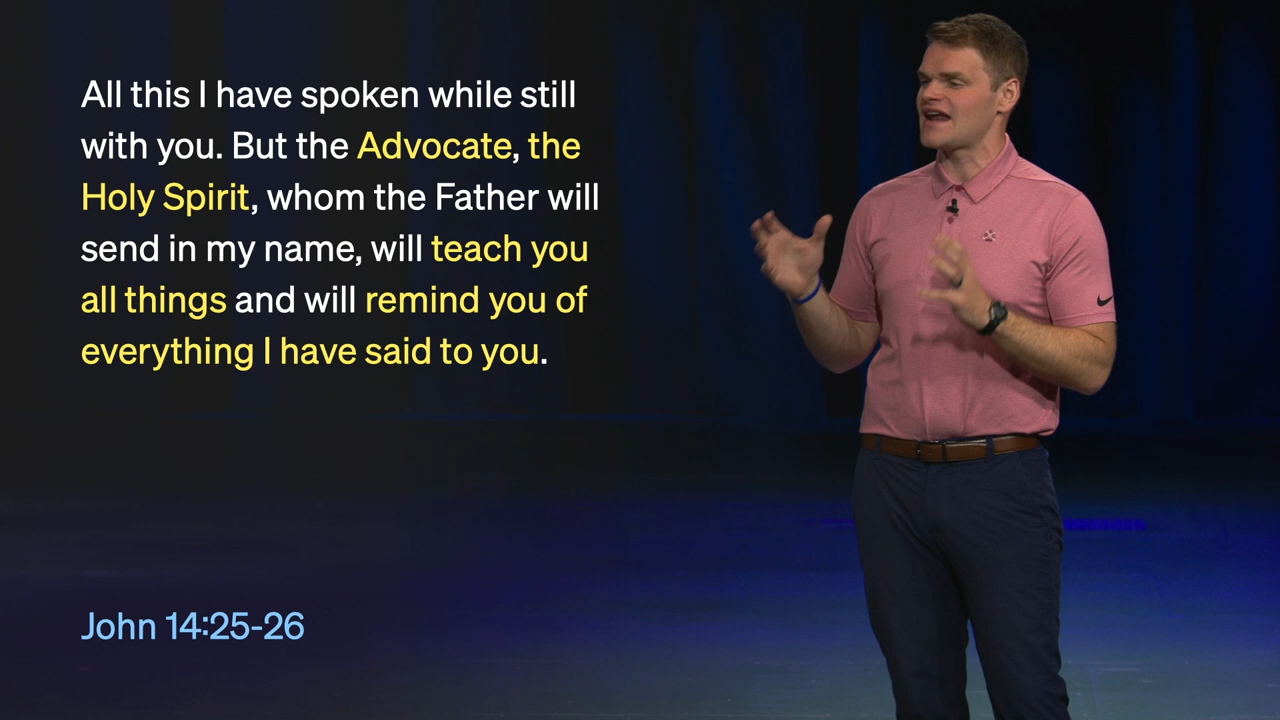 All this I have spoken while still
with you. But the Advocate, the
Holy Spirit, whom the Father will
send in my name, will teach you
all things and will remind you of
everything I have said to you.
John 14:25-26